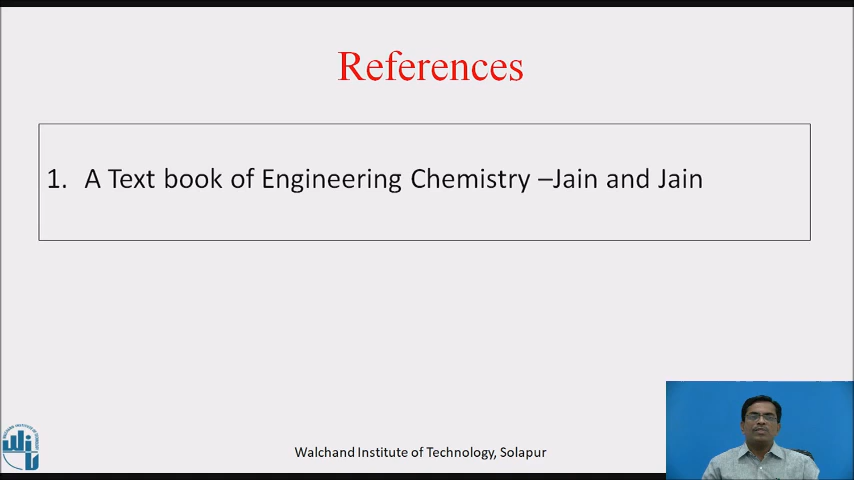 References
1. A Text book of Engineering Chemistry –Jain and Jain
Walchand Institute of Technology, Solapur